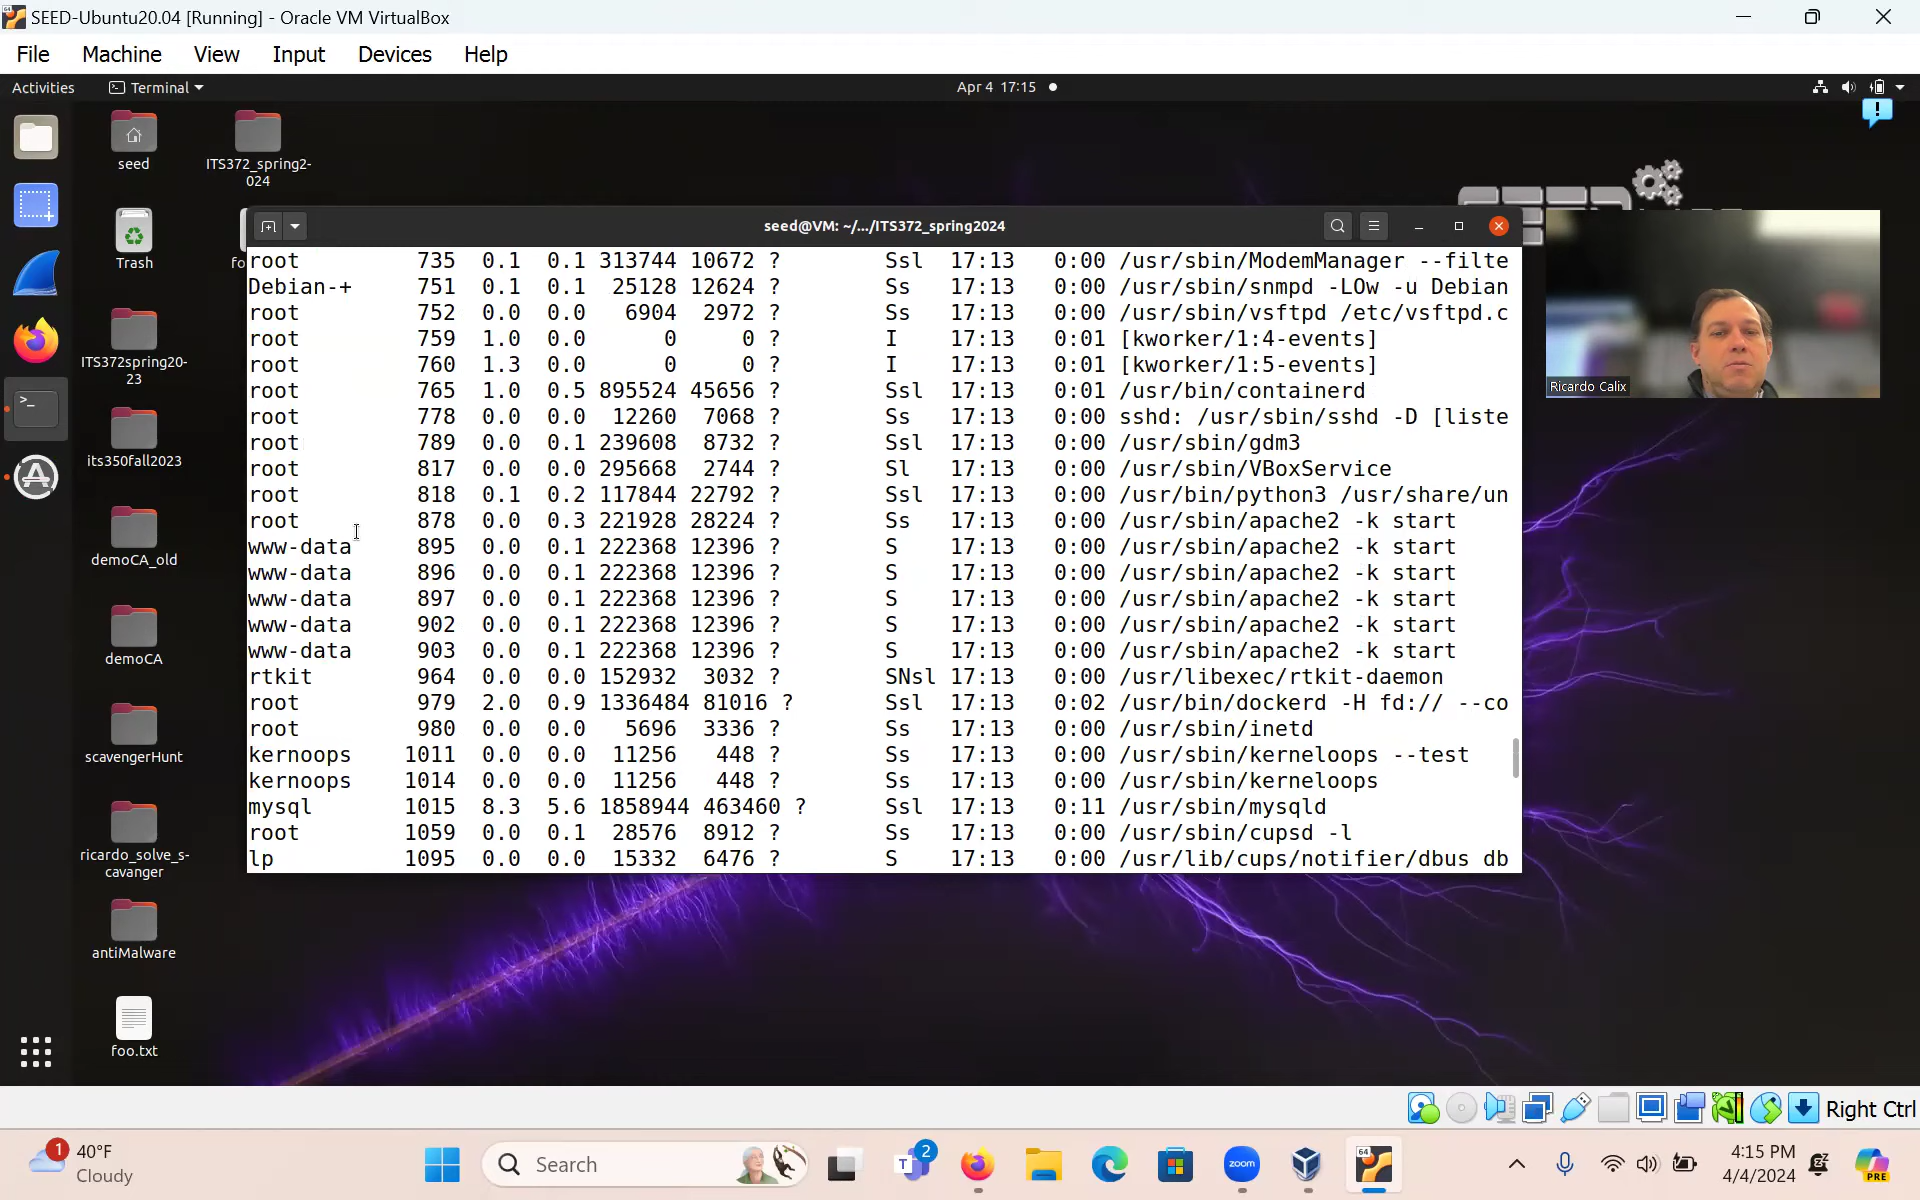 SEED-Ubuntu20.04 [Running] - Oracle VM VirtualBox
File Machine View Input Devices Help
Activities Terminal Apr 4 17:15
seed
ITS372_spring2-
024
Trash
fo
ITS372spring20-
23
its350fall2023
demoCA_old
demoCA
scavengerHunt
ricardo_solve_s-
cavanger
antiMalware
foo.txt
seed@VM: ~/.../ITS372_spring2024
root 735 0.1 0.1 313744 10672 ? Ssl 17:13 0:00 /usr/sbin/ModemManager --filte
Debian-+ 751 0.1 0.1 25128 12624 ? Ss 17:13 0:00 /usr/sbin/snmpd -LOw -u Debian
root 752 0.0 0.0 6904 2972 ? Ss 17:13 0:00 /usr/sbin/vsftpd /etc/vsftpd.c
root 759 1.0 0.0 0 0 ? I 17:13 0:01 [kworker/1:4-events]
root 760 1.3 0.0 0 0 ? I 17:13 0:01 [kworker/1:5-events]
root 765 1.0 0.5 895524 45656 ? Ssl 17:13 0:01 /usr/bin/containerd
root 778 0.0 0.0 12260 7068 ? Ss 17:13 0:00 sshd: /usr/sbin/sshd -D [liste
root 789 0.0 0.1 239608 8732 ? Ssl 17:13 0:00 /usr/sbin/gdm3
root 817 0.0 0.0 295668 2744 ? Sl 17:13 0:00 /usr/sbin/VBoxService
root 818 0.1 0.2 117844 22792 ? Ssl 17:13 0:00 /usr/bin/python3 /usr/share/un
root 878 0.0 0.3 221928 28224 ? Ss 17:13 0:00 /usr/sbin/apache2 -k start
www-data 895 0.0 0.1 222368 12396 ? S 17:13 0:00 /usr/sbin/apache2 -k start
www-data 896 0.0 0.1 222368 12396 ? S 17:13 0:00 /usr/sbin/apache2 -k start
www-data 897 0.0 0.1 222368 12396 ? S 17:13 0:00 /usr/sbin/apache2 -k start
www-data 902 0.0 0.1 222368 12396 ? S 17:13 0:00 /usr/sbin/apache2 -k start
www-data 903 0.0 0.1 222368 12396 ? S 17:13 0:00 /usr/sbin/apache2 -k start
rtkit 964 0.0 0.0 152932 3032 ? SNsl 17:13 0:00 /usr/libexec/rtkit-daemon
root 979 2.0 0.9 1336484 81016 ? Ssl 17:13 0:02 /usr/bin/dockerd -H fd:// --co
root 980 0.0 0.0 5696 3336 ? Ss 17:13 0:00 /usr/sbin/inetd
kernoops 1011 0.0 0.0 11256 448 ? Ss 17:13 0:00 /usr/sbin/kerneloops --test
kernoops 1014 0.0 0.0 11256 448 ? Ss 17:13 0:00 /usr/sbin/kerneloops
mysql 1015 8.3 5.6 1858944 463460 ? Ssl 17:13 0:11 /usr/sbin/mysqld
root 1059 0.0 0.1 28576 8912 ? Ss 17:13 0:00 /usr/sbin/cupsd -l
lp 1095 0.0 0.0 15332 6476 ? S 17:13 0:00 /usr/lib/cups/notifier/dbus db
Ricardo Calix
Right Ctrl
1
40°F
Cloudy
Search
T
2
zoom
64
4:15 PM
4/4/2024
PRE